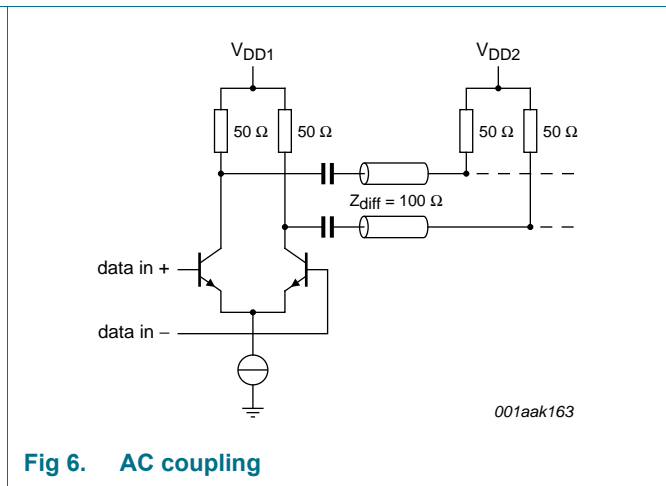 VDD1 VDD2
50 Ω 50 Ω 50 Ω 50 Ω
Zdiff = 100 Ω
data in +
data in −
001aak163
Fig 6. AC coupling